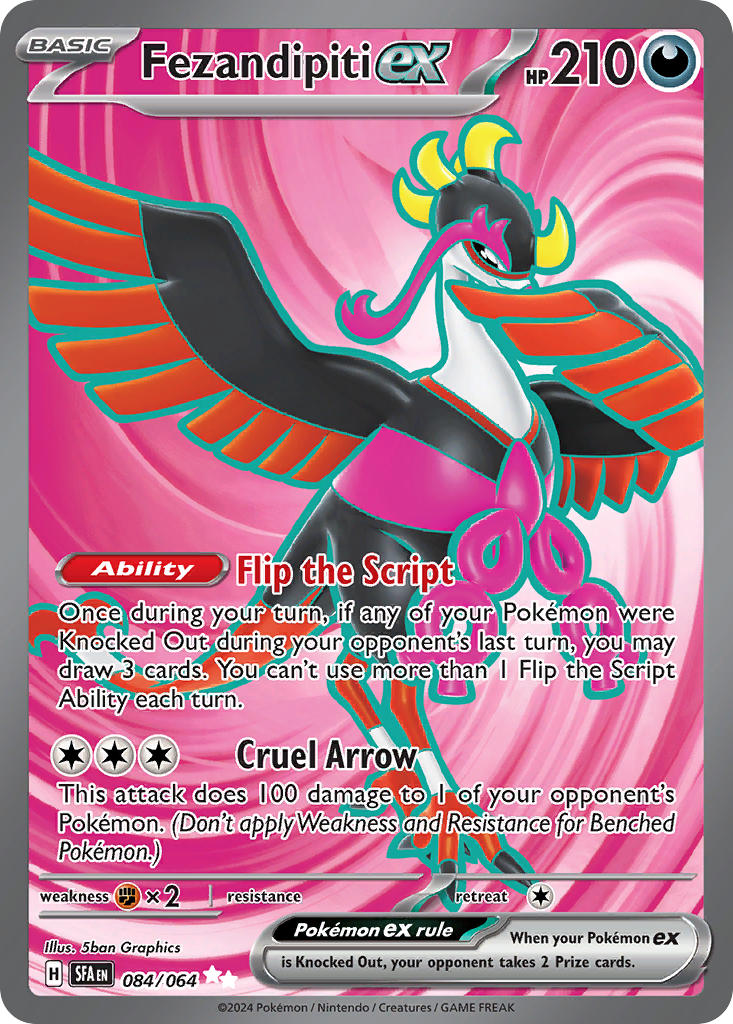 BASIC
Fezandipiti ex HP 210
Ability Flip the Script
Once during your turn, if any of your Pokémon were
Knocked Out during your opponent's last turn, you may
draw 3 cards. You can't use more than 1 Flip the Script
Ability each turn.
Cruel Arrow
This attack does 100 damage to 1 of your opponent's
Pokémon. (Don't apply Weakness and Resistance for Benched
Pokémon.)
weakness ×2 resistance retreat
Pokémon ex rule
When your Pokémon ex
is Knocked Out, your opponent takes 2 Prize cards.
Illus. 5ban Graphics
H SFA EN 084/064
©2024 Pokémon / Nintendo / Creatures / GAME FREAK